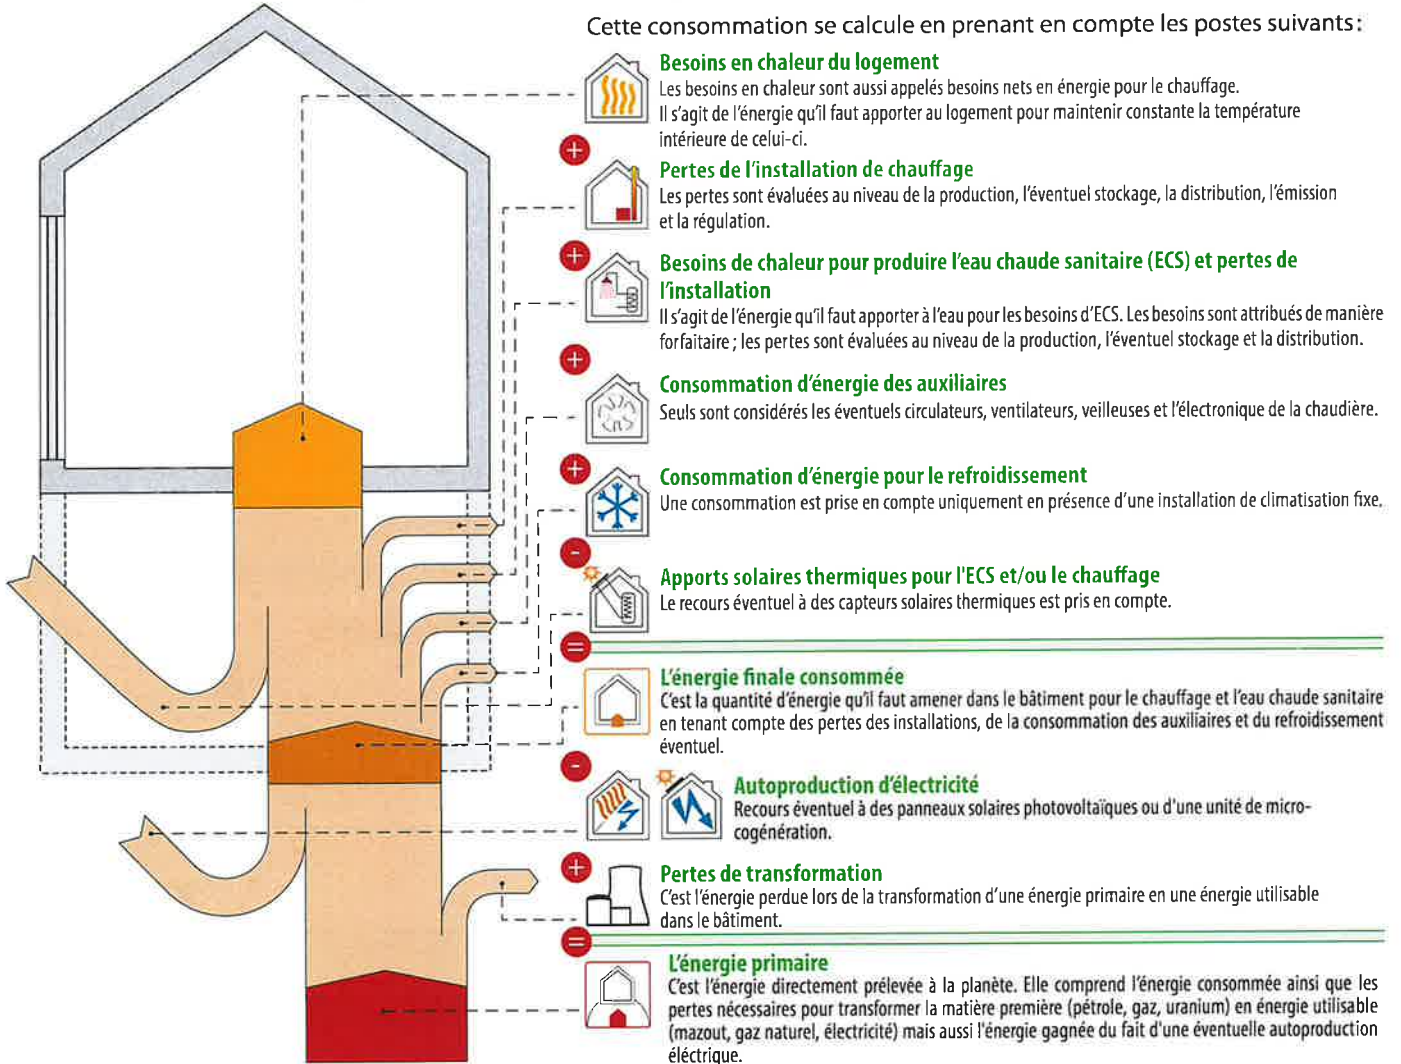 Cette consommation se calcule en prenant en compte les postes suivants :
Besoins en chaleur du logement
Les besoins en chaleur sont aussi appelés besoins nets en énergie pour le chauffage.
Il s'agit de l'énergie qu'il faut apporter au logement pour maintenir constante la température
intérieure de celui-ci.
+
Pertes de l'installation de chauffage
Les pertes sont évaluées au niveau de la production, l'éventuel stockage, la distribution, l'émission
et la régulation.
+
Besoins de chaleur pour produire l'eau chaude sanitaire (ECS) et pertes de
l'installation
Il s'agit de l'énergie qu'il faut apporter à l'eau pour les besoins d'ECS. Les besoins sont attribués de manière
forfaitaire ; les pertes sont évaluées au niveau de la production, l'éventuel stockage et la distribution.
+
Consommation d'énergie des auxiliaires
Seuls sont considérés les éventuels circulateurs, ventilateurs, veilleuses et l'électronique de la chaudière.
+
Consommation d'énergie pour le refroidissement
Une consommation est prise en compte uniquement en présence d'une installation de climatisation fixe.
-
Apports solaires thermiques pour l'ECS et/ou le chauffage
Le recours éventuel à des capteurs solaires thermiques est pris en compte.
=
L'énergie finale consommée
C'est la quantité d'énergie qu'il faut amener dans le bâtiment pour le chauffage et l'eau chaude sanitaire
en tenant compte des pertes des installations, de la consommation des auxiliaires et du refroidissement
éventuel.
-
Autoproduction d'électricité
Recours éventuel à des panneaux solaires photovoltaïques ou d'une unité de micro-
cogénération.
+
Pertes de transformation
C'est l'énergie perdue lors de la transformation d'une énergie primaire en une énergie utilisable
dans le bâtiment.
=
L'énergie primaire
C'est l'énergie directement prélevée à la planète. Elle comprend l'énergie consommée ainsi que les
pertes nécessaires pour transformer la matière première (pétrole, gaz, uranium) en énergie utilisable
(mazout, gaz naturel, électricité) mais aussi l'énergie gagnée du fait d'une éventuelle autoproduction
éléctrique.